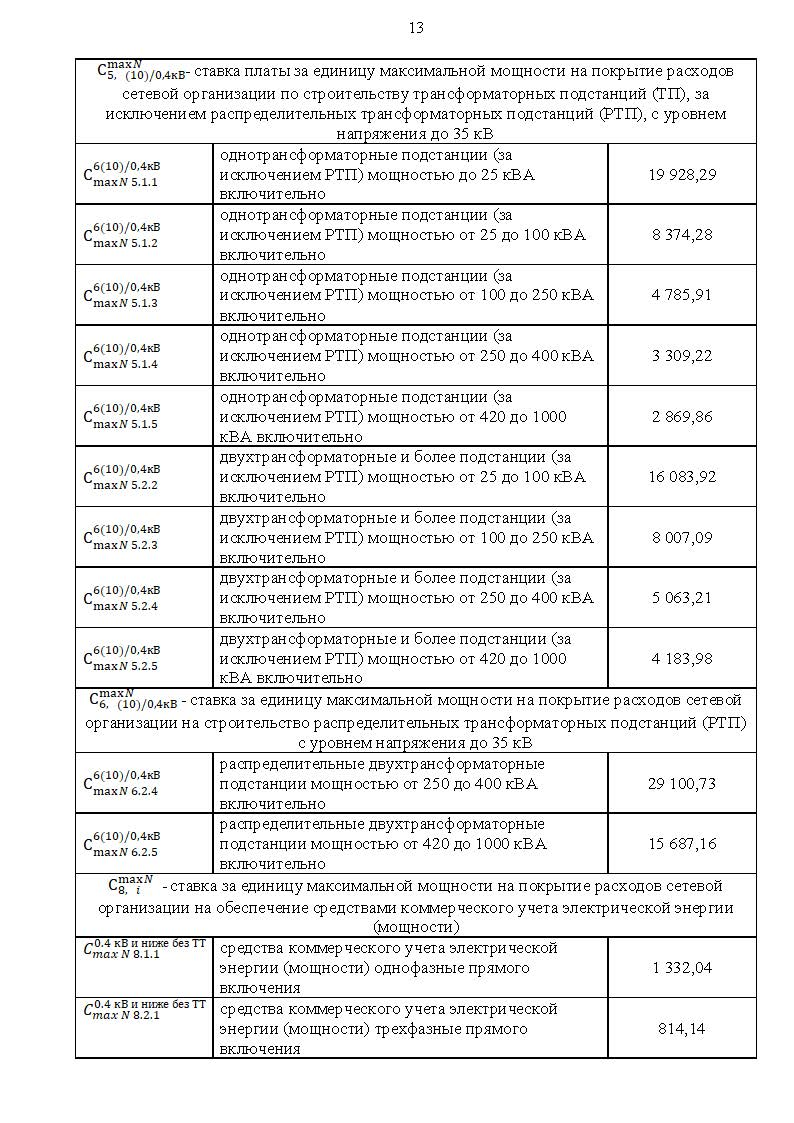 13
C₅,^maxN (10)/0,4кВ- ставка платы за единицу максимальной мощности на покрытие расходов
сетевой организации по строительству трансформаторных подстанций (ТП), за
исключением распределительных трансформаторных подстанций (РТП), с уровнем
напряжения до 35 кВ
C 6(10)/0,4кВ maxN 5.1.1
однотрансформаторные подстанции (за
исключением РТП) мощностью до 25 кВА
включительно
19 928,29
C 6(10)/0,4кВ maxN 5.1.2
однотрансформаторные подстанции (за
исключением РТП) мощностью от 25 до 100 кВА
включительно
8 374,28
C 6(10)/0,4кВ maxN 5.1.3
однотрансформаторные подстанции (за
исключением РТП) мощностью от 100 до 250 кВА
включительно
4 785,91
C 6(10)/0,4кВ maxN 5.1.4
однотрансформаторные подстанции (за
исключением РТП) мощностью от 250 до 400 кВА
включительно
3 309,22
C 6(10)/0,4кВ maxN 5.1.5
однотрансформаторные подстанции (за
исключением РТП) мощностью от 420 до 1000
кВА включительно
2 869,86
C 6(10)/0,4кВ maxN 5.2.2
двухтрансформаторные и более подстанции (за
исключением РТП) мощностью от 25 до 100 кВА
включительно
16 083,92
C 6(10)/0,4кВ maxN 5.2.3
двухтрансформаторные и более подстанции (за
исключением РТП) мощностью от 100 до 250 кВА
включительно
8 007,09
C 6(10)/0,4кВ maxN 5.2.4
двухтрансформаторные и более подстанции (за
исключением РТП) мощностью от 250 до 400 кВА
включительно
5 063,21
C 6(10)/0,4кВ maxN 5.2.5
двухтрансформаторные и более подстанции (за
исключением РТП) мощностью от 420 до 1000
кВА включительно
4 183,98
C₆,^maxN (10)/0,4кВ - ставка за единицу максимальной мощности на покрытие расходов сетевой
организации на строительство распределительных трансформаторных подстанций (РТП)
с уровнем напряжения до 35 кВ
C 6(10)/0,4кВ maxN 6.2.4
распределительные двухтрансформаторные
подстанции мощностью от 250 до 400 кВА
включительно
29 100,73
C 6(10)/0,4кВ maxN 6.2.5
распределительные двухтрансформаторные
подстанции мощностью от 420 до 1000 кВА
включительно
15 687,16
C₈,^maxN i - ставка за единицу максимальной мощности на покрытие расходов сетевой
организации на обеспечение средствами коммерческого учета электрической энергии
(мощности)
C 0.4 кВ и ниже без ТТ max N 8.1.1
средства коммерческого учета электрической
энергии (мощности) однофазные прямого
включения
1 332,04
C 0.4 кВ и ниже без ТТ max N 8.2.1
средства коммерческого учета электрической
энергии (мощности) трехфазные прямого
включения
814,14